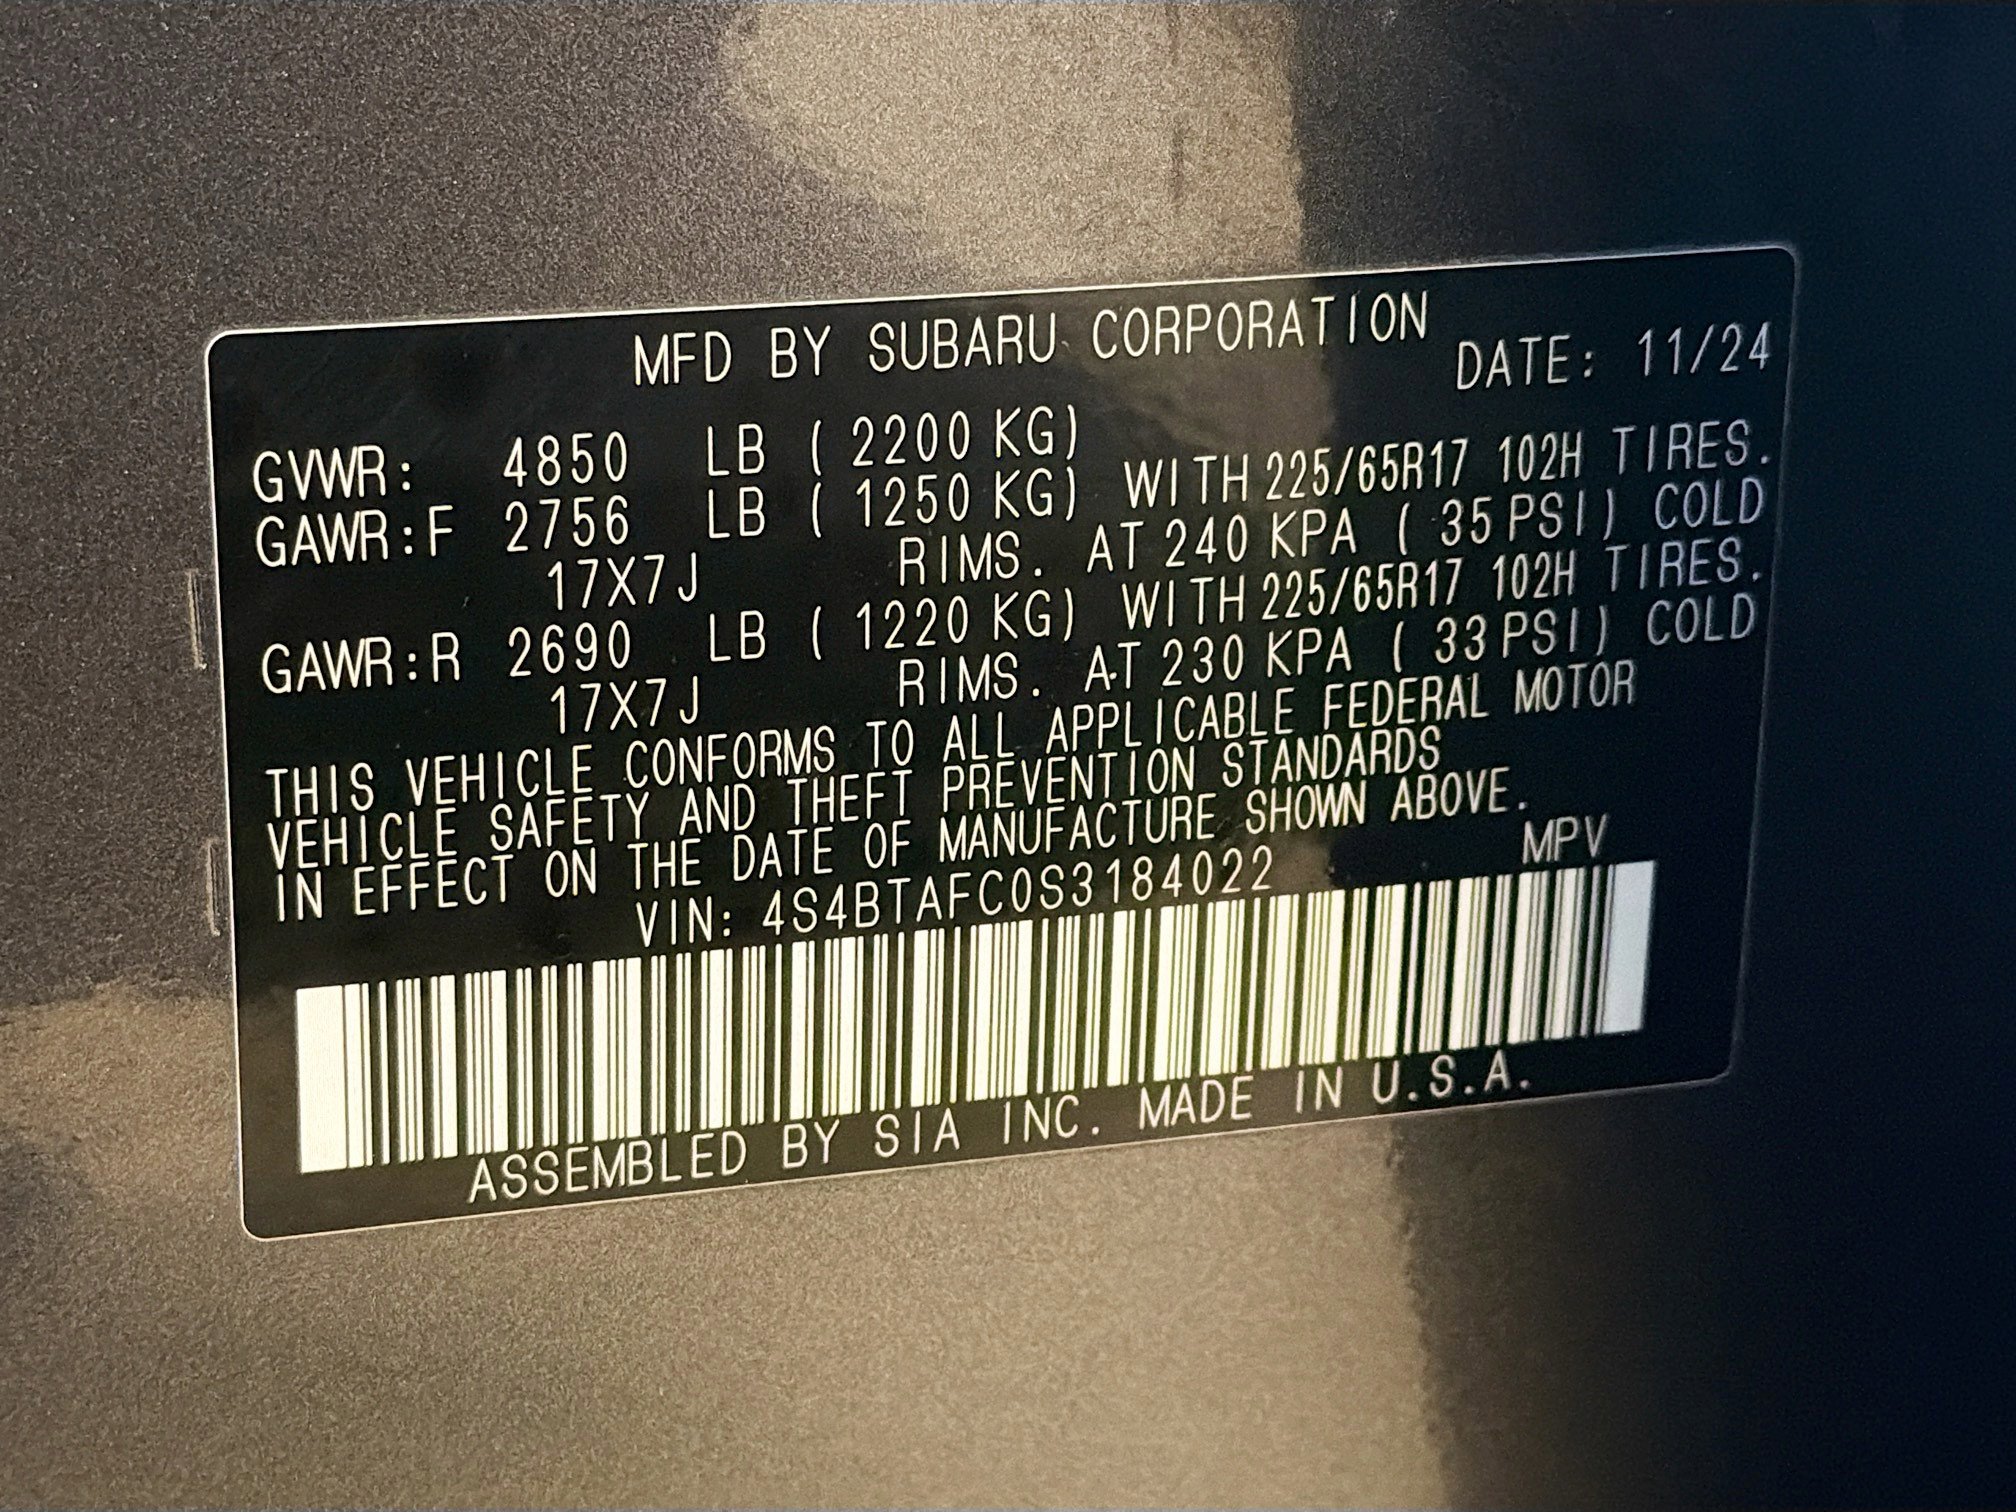 MFD BY SUBARU CORPORATION
DATE: 11/24
GVWR: 4850 LB ( 2200 KG)
GAWR:F 2756 LB ( 1250 KG) WITH 225/65R17 102H TIRES.
17X7J RIMS. AT 240 KPA ( 35 PSI) COLD
GAWR:R 2690 LB ( 1220 KG) WITH 225/65R17 102H TIRES.
17X7J RIMS. AT 230 KPA ( 33 PSI) COLD
THIS VEHICLE CONFORMS TO ALL APPLICABLE FEDERAL MOTOR
VEHICLE SAFETY AND THEFT PREVENTION STANDARDS
IN EFFECT ON THE DATE OF MANUFACTURE SHOWN ABOVE.
VIN: 4S4BTAFC0S3184022 MPV
ASSEMBLED BY SIA INC. MADE IN U.S.A.